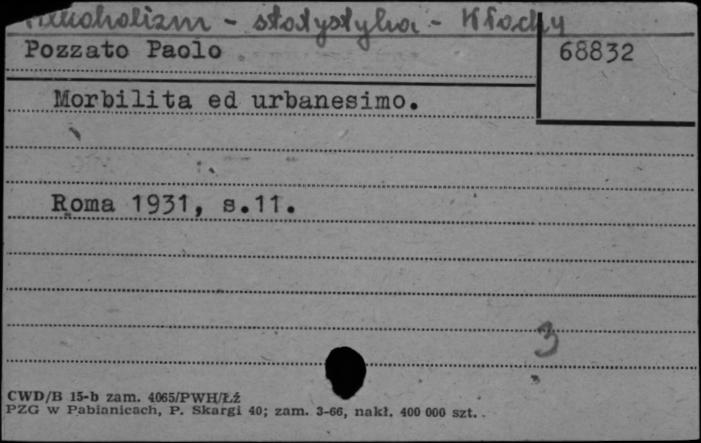 Alkoholizm - statystyka - Włochy
Pozzato Paolo
68832
Morbilita ed urbanesimo.
Roma 1931, s.11.
3
CWD/B 15-b zam. 4065/PWH/Łź
PZG w Pabianicach, P. Skargi 40; zam. 3-66, nakł. 400 000 szt.